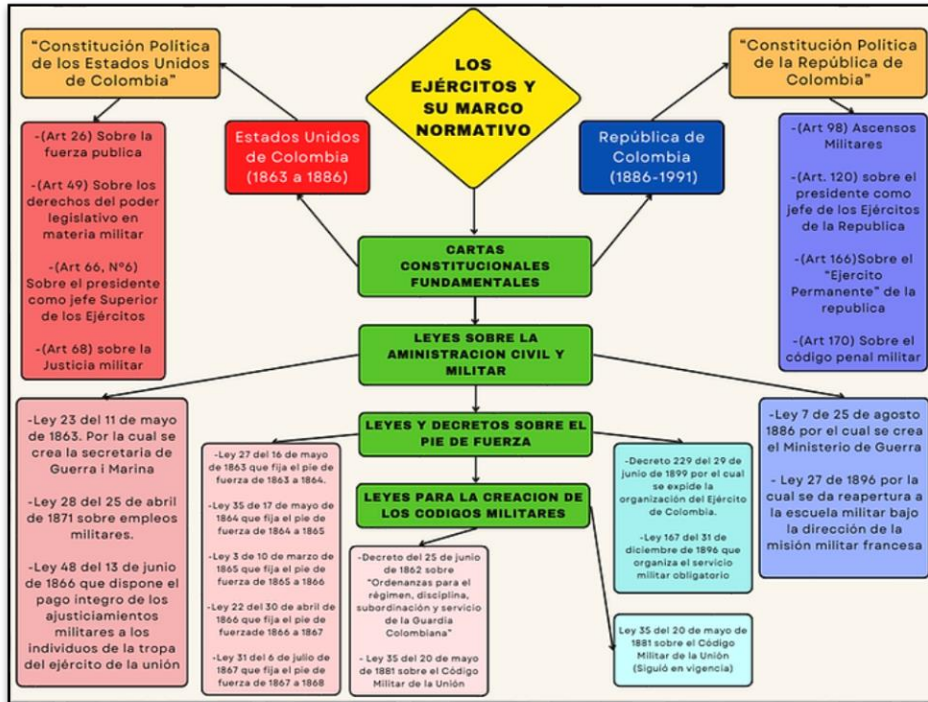 LOS
EJÉRCITOS Y
SU MARCO
NORMATIVO
“Constitución Política
de los Estados Unidos
de Colombia”
“Constitución Política
de la República de
Colombia”
Estados Unidos
de Colombia
(1863 a 1886)
República de
Colombia
(1886-1991)
-(Art 26) Sobre la
fuerza publica
-(Art 49) Sobre los
derechos del poder
legislativo en
materia militar
-(Art 66, Nº6)
Sobre el presidente
como jefe Superior
de los Ejércitos
-(Art 68) sobre la
Justicia militar
-(Art 98) Ascensos
Militares
-(Art. 120) sobre el
presidente como
jefe de los Ejércitos
de la Republica
-(Art 166)Sobre el
“Ejercito
Permanente” de la
republica
-(Art 170) Sobre el
código penal militar
CARTAS
CONSTITUCIONALES
FUNDAMENTALES
LEYES SOBRE LA
AMINISTRACION CIVIL Y
MILITAR
LEYES Y DECRETOS SOBRE EL
PIE DE FUERZA
LEYES PARA LA CREACION DE
LOS CODIGOS MILITARES
-Ley 23 del 11 de mayo
de 1863. Por la cual se
crea la secretaria de
Guerra i Marina
-Ley 28 del 25 de abril
de 1871 sobre empleos
militares.
-Ley 48 del 13 de junio
de 1866 que dispone el
pago integro de los
ajusticiamientos
militares a los
individuos de la tropa
del ejército de la unión
-Ley 27 del 16 de mayo
de 1863 que fija el pie de
fuerza de 1863 a 1864.
-Ley 35 de 17 de mayo de
1864 que fija el pie de
fuerza de 1864 a 1865
-Ley 3 de 10 de marzo de
1865 que fija el pie de
fuerza de 1865 a 1866
-Ley 22 del 30 de abril de
1866 que fija el pie de
fuerzade 1866 a 1867
-Ley 31 del 6 de julio de
1867 que fija el pie de
fuerza de 1867 a 1868
-Decreto del 25 de junio
de 1862 sobre
“Ordenanzas para el
régimen, disciplina,
subordinación y servicio
de la Guardia
Colombiana”
- Ley 35 del 20 de mayo
de 1881 sobre el Código
Militar de la Unión
-Decreto 229 del 29 de
junio de 1899 por el cual
se expide la
organización del Ejército
de Colombia.
-Ley 167 del 31 de
diciembre de 1896 que
organiza el servicio
militar obligatorio
Ley 35 del 20 de mayo de
1881 sobre el Código
Militar de la Unión
(Siguió en vigencia)
-Ley 7 de 25 de agosto
1886 por el cual se crea
el Ministerio de Guerra
- Ley 27 de 1896 por la
cual se da reapertura a
la escuela militar bajo
la dirección de la
misión militar francesa